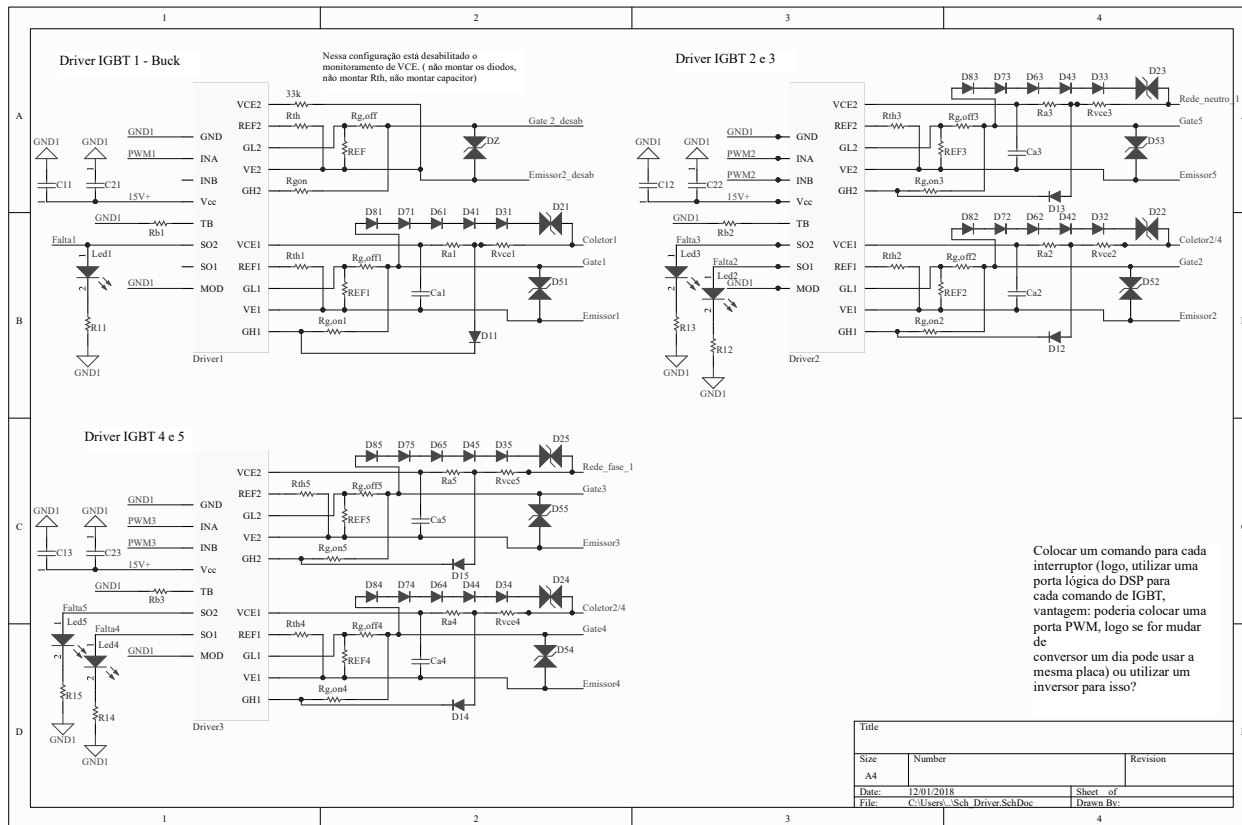 1
2
3
4
Driver IGBT 1 - Buck
Nessa configuração está desabilitado o
monitoramento de VCE. ( não montar os diodos,
não montar Rth, não montar capacitor)
33k
VCE2
Rth
Rg,off
REF2
Gate 2_desab
GND1
GND
GL2
REF
DZ
GND1
GND1
PWM1
INA
VE2
Emissor2_desab
INB
Rgon
GH2
C11
C21
15V+
Vcc
GND1
Rb1
TB
D81
D71
D61
D41
D31
D21
Falta1
SO2
VCE1
Coletor1
Led1
Ra1
Rvce1
SO1
Rth1
REF1
Rg,off1
Gate1
GND1
MOD
GL1
REF1
Ca1
D51
VE1
Emissor1
R11
Rg,on1
GH1
D11
GND1
Driver1
Driver IGBT 2 e 3
D83
D73
D63
D43
D33
D23
VCE2
Rede_neutro_1
Ra3
Rvce3
Rth3
REF2
Rg,off3
Gate5
GND1
GND
GL2
REF3
Ca3
D53
GND1
GND1
PWM2
INA
VE2
Emissor5
PWM2
INB
Rg,on3
GH2
D13
C12
C22
15V+
Vcc
GND1
Rb2
TB
D82
D72
D62
D42
D32
D22
Falta3
SO2
VCE1
Coletor2/4
Led3
Ra2
Rvce2
Falta2
SO1
Rth2
REF1
Rg,off2
Gate2
Led2
GND1
MOD
GL1
REF2
Ca2
D52
VE1
Emissor2
R13
R12
Rg,on2
GH1
D12
GND1
GND1
Driver2
Driver IGBT 4 e 5
D85
D75
D65
D45
D35
D25
VCE2
Rede_fase_1
Ra5
Rvce5
Rth5
REF2
Rg,off5
Gate3
GND1
GND
GL2
REF5
Ca5
D55
GND1
GND1
PWM3
INA
VE2
Emissor3
PWM3
INB
Rg,on5
GH2
D15
C13
C23
15V+
Vcc
GND1
Rb3
TB
D84
D74
D64
D44
D34
D24
Falta5
SO2
VCE1
Coletor2/4
Led5
Ra4
Rvce4
Falta4
SO1
Rth4
REF1
Rg,off4
Gate4
Led4
GND1
MOD
GL1
REF4
Ca4
D54
VE1
Emissor4
R15
R14
Rg,on4
GH1
D14
GND1
GND1
Driver3
Colocar um comando para cada
interruptor (logo, utilizar uma
porta lógica do DSP para
cada comando de IGBT,
vantagem: poderia colocar uma
porta PWM, logo se for mudar
de
conversor um dia pode usar a
mesma placa) ou utilizar um
inversor para isso?
Title
Size
Number
Revision
A4
Date:
12/01/2018
Sheet of
File:
C:\Users\...\Sch_Driver.SchDoc
Drawn By:
A
B
C
D
1
2
3
4